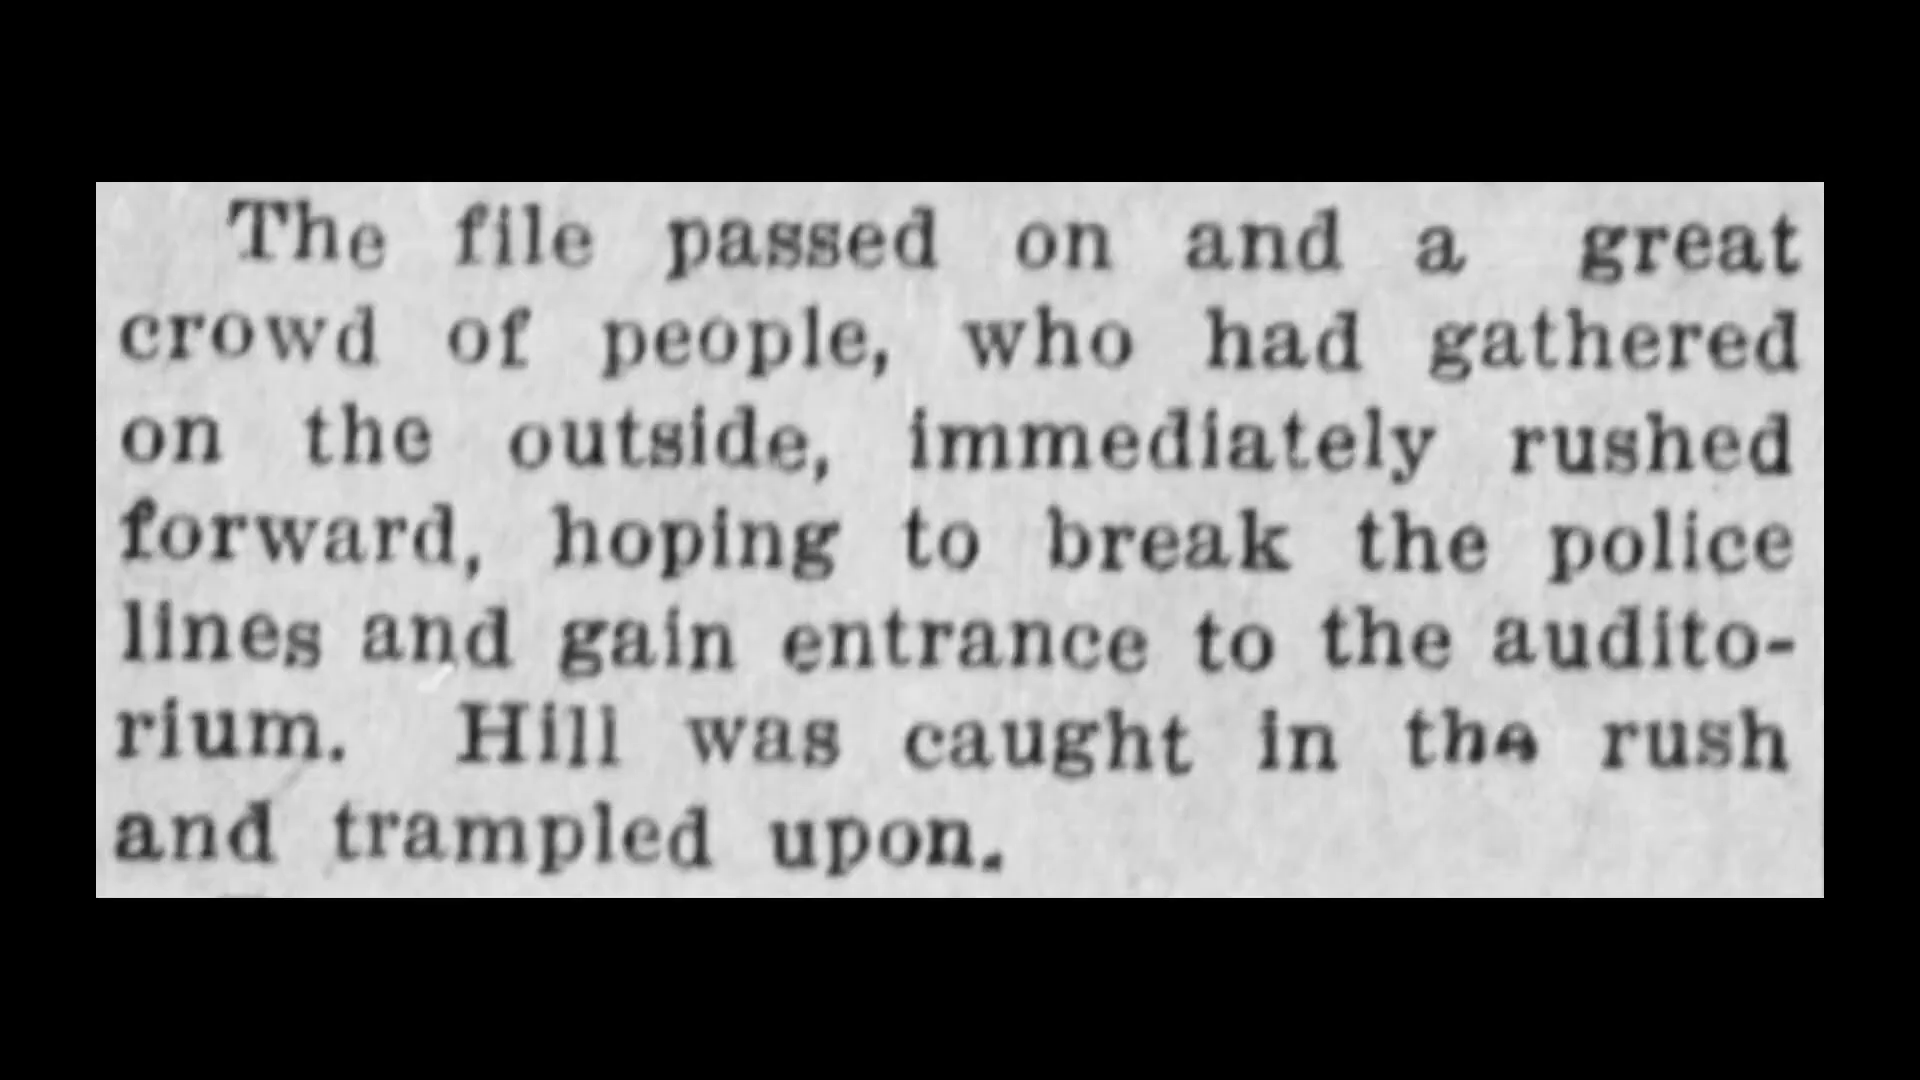 The file passed on and a great
crowd of people, who had gathered
on the outside, immediately rushed
forward, hoping to break the police
lines and gain entrance to the audito-
rium. Hill was caught in the rush
and trampled upon.